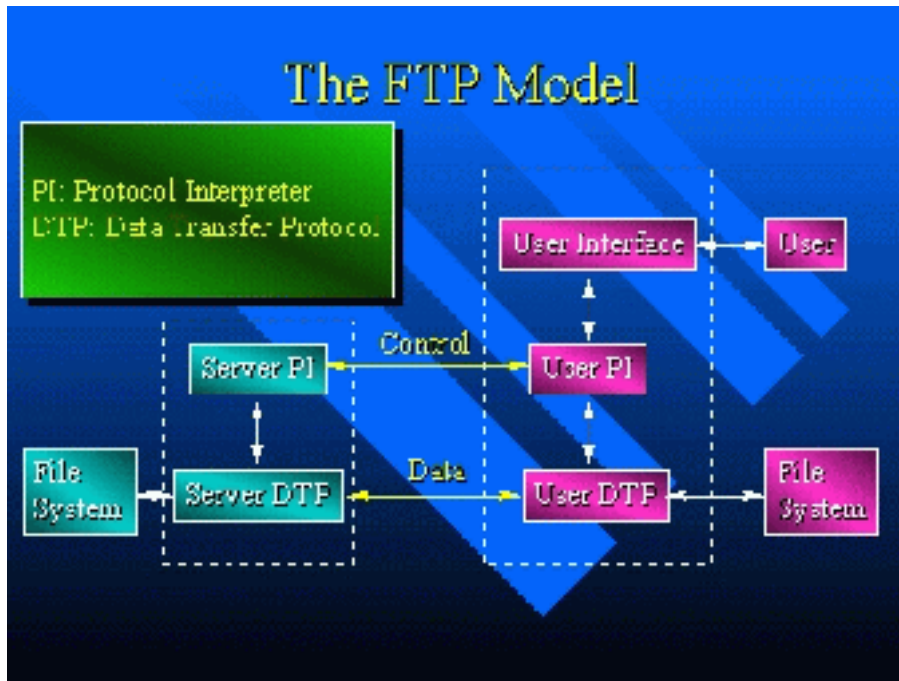 The FTP Model
PI: Protocol Interpreter
DTP: Data Transfer Protocol
User Interface
User
Control
Server PI
User PI
File
System
Server DTP
Data
User DTP
File
System